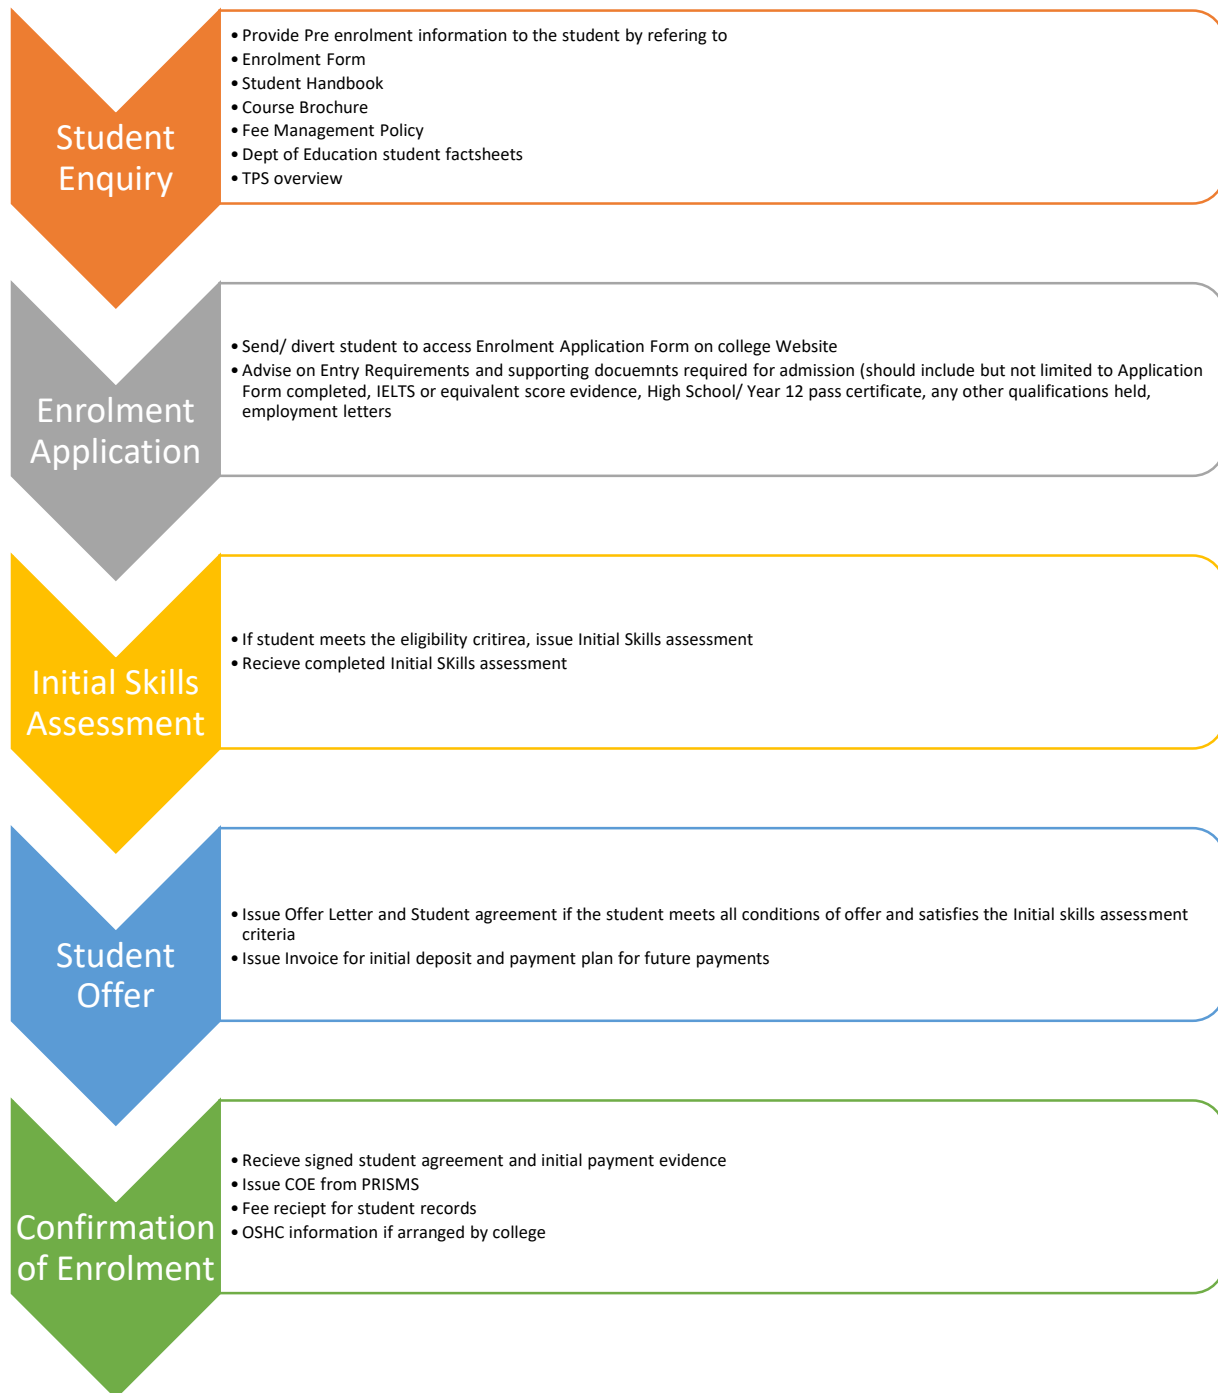 Student
Enquiry
• Provide Pre enrolment information to the student by refering to
• Enrolment Form
• Student Handbook
• Course Brochure
• Fee Management Policy
• Dept of Education student factsheets
• TPS overview
Enrolment
Application
• Send/ divert student to access Enrolment Application Form on college Website
• Advise on Entry Requirements and supporting docuemnts required for admission (should include but not limited to Application
Form completed, IELTS or equivalent score evidence, High School/ Year 12 pass certificate, any other qualifications held,
employment letters
Initial Skills
Assessment
• If student meets the eligibility critirea, issue Initial Skills assessment
• Recieve completed Initial SKills assessment
Student
Offer
• Issue Offer Letter and Student agreement if the student meets all conditions of offer and satisfies the Initial skills assessment
criteria
• Issue Invoice for initial deposit and payment plan for future payments
Confirmation
of Enrolment
• Recieve signed student agreement and initial payment evidence
• Issue COE from PRISMS
• Fee reciept for student records
• OSHC information if arranged by college